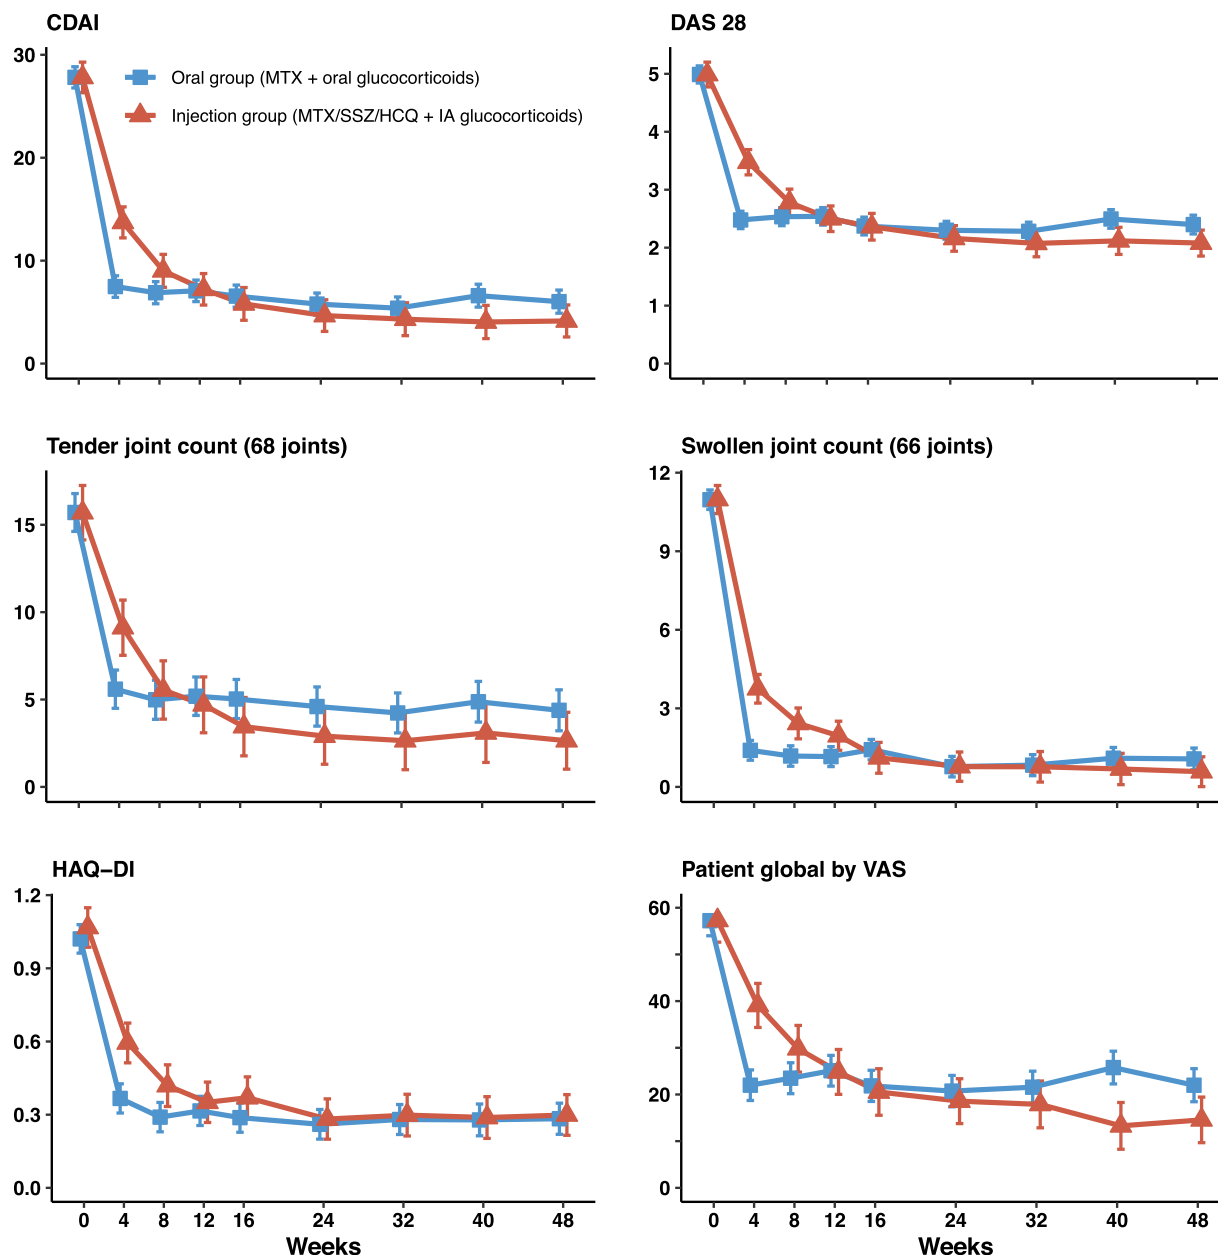 CDAI
30
20
10
0
Oral group (MTX + oral glucocorticoids)
Injection group (MTX/SSZ/HCQ + IA glucocorticoids)
DAS 28
5
4
3
2
1
0
Tender joint count (68 joints)
15
10
5
0
Swollen joint count (66 joints)
12
9
6
3
0
HAQ−DI
1.2
0.9
0.6
0.3
0.0
0 4 8 12 16 24 32 40 48
Weeks
Patient global by VAS
60
40
20
0
0 4 8 12 16 24 32 40 48
Weeks